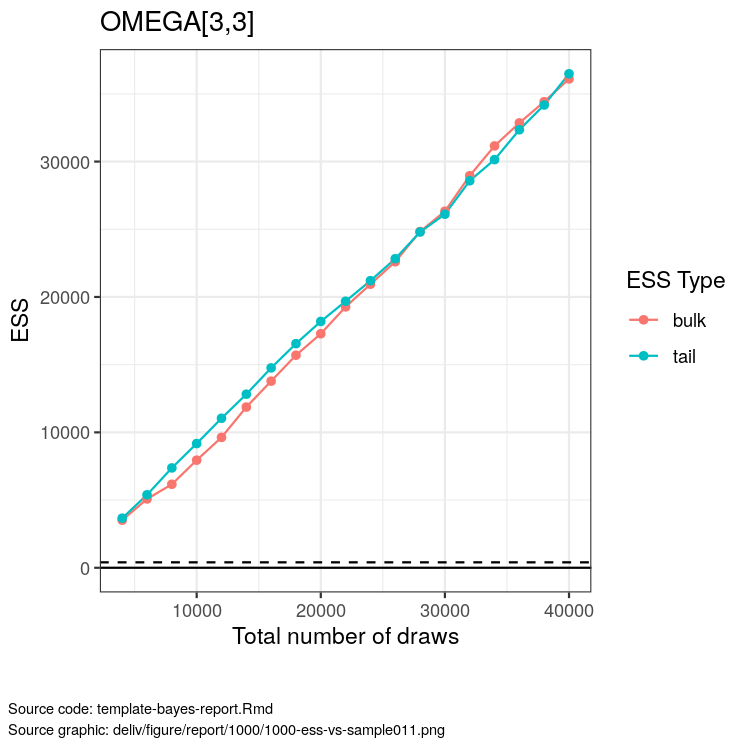 OMEGA[3,3]
30000
20000
10000
0
ESS
10000 20000 30000 40000
Total number of draws
ESS Type
bulk
tail
Source code: template-bayes-report.Rmd
Source graphic: deliv/figure/report/1000/1000-ess-vs-sample011.png